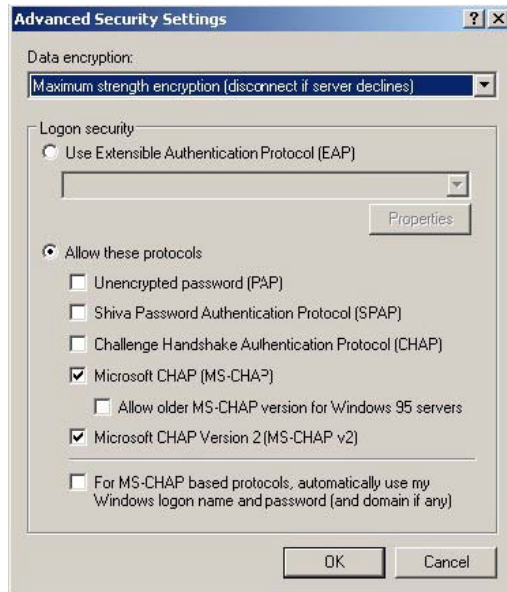 Advanced Security Settings
Data encryption:
Maximum strength encryption (disconnect if server declines)
Logon security
Use Extensible Authentication Protocol (EAP)
Properties
Allow these protocols
Unencrypted password (PAP)
Shiva Password Authentication Protocol (SPAP)
Challenge Handshake Authentication Protocol (CHAP)
Microsoft CHAP (MS-CHAP)
Allow older MS-CHAP version for Windows 95 servers
Microsoft CHAP Version 2 (MS-CHAP v2)
For MS-CHAP based protocols, automatically use my
Windows logon name and password (and domain if any)
OK Cancel